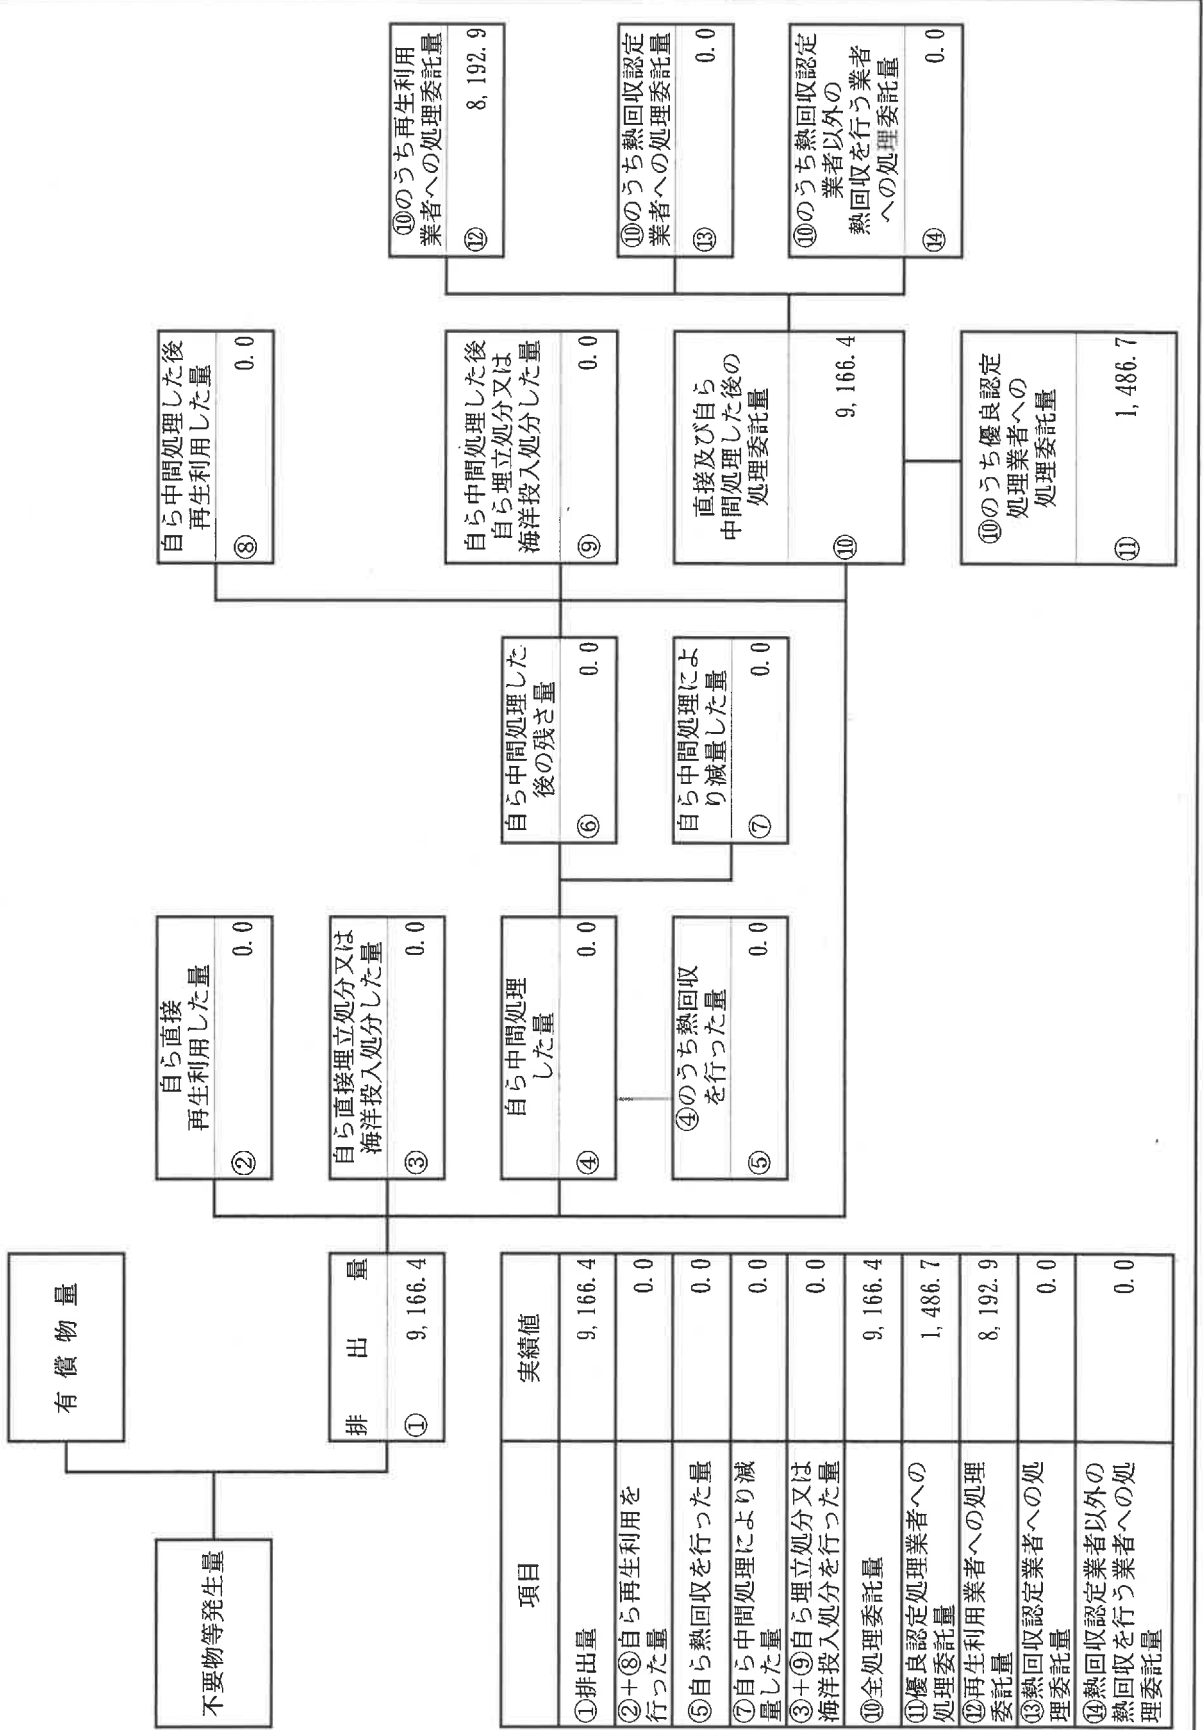 不要物等発生量
有償物量
排出量
① 9,166.4
自ら直接
再生利用した量
② 0.0
自ら直接埋立処分又は
海洋投入処分した量
③ 0.0
自ら中間処理
した量
④ 0.0
④のうち熱回収
を行った量
⑤ 0.0
自ら中間処理した
後の残さ量
⑥ 0.0
自ら中間処理によ
り減量した量
⑦ 0.0
自ら中間処理した後
再生利用した量
⑧ 0.0
自ら中間処理した後
自ら埋立処分又は
海洋投入処分した量
⑨ 0.0
直接及び自ら
中間処理した後の
処理委託量
⑩ 9,166.4
⑩のうち優良認定
処理業者への
処理委託量
⑪ 1,486.7
⑩のうち再生利用
業者への処理委託量
⑫ 8,192.9
⑩のうち熱回収認定
業者への処理委託量
⑬ 0.0
⑩のうち熱回収認定
業者以外の
熱回収を行う業者
への処理委託量
⑭ 0.0
項目 実績値
①排出量 9,166.4
②+⑧自ら再生利用を
行った量 0.0
⑤自ら熱回収を行った量 0.0
⑦自ら中間処理により減
量した量 0.0
③+⑨自ら埋立処分又は
海洋投入処分を行った量 0.0
⑩全処理委託量 9,166.4
⑪優良認定処理業者への
処理委託量 1,486.7
⑫再生利用業者への処理
委託量 8,192.9
⑬熱回収認定業者への処
理委託量 0.0
⑭熱回収認定業者以外の
熱回収を行う業者への処
理委託量 0.0